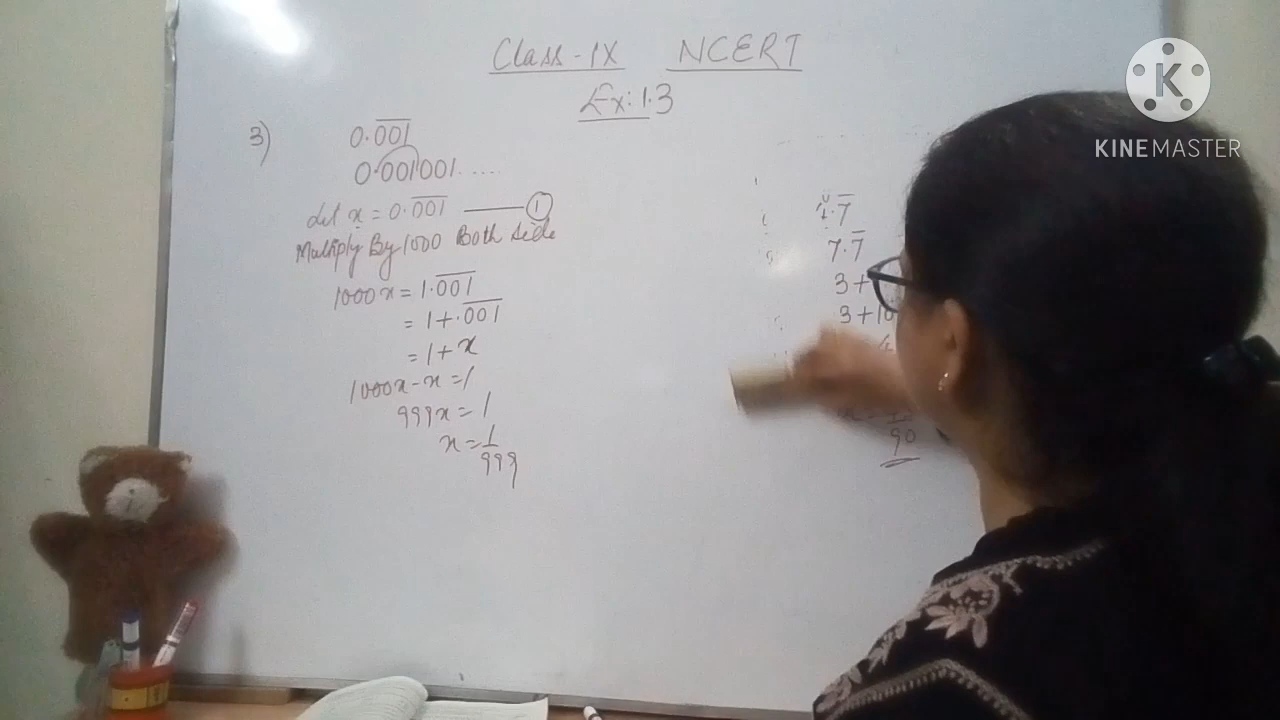 Class-IX NCERT
Ex:1.3
3) 0.0̅0̅1̅
0.001001.....
Let x = 0.0̅0̅1̅ —— 1
Multiply By 1000 Both side
1000x = 1.0̅0̅1̅
= 1+.0̅0̅1̅
= 1+x
1000x-x=1
999x=1
x=1/999
.7̅
7.7̅
3+
3+10
90
K
KINEMASTER